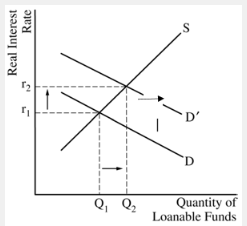 Real Interest
Rate
S
r2
r1
D′
D
Q1 Q2
Quantity of
Loanable Funds